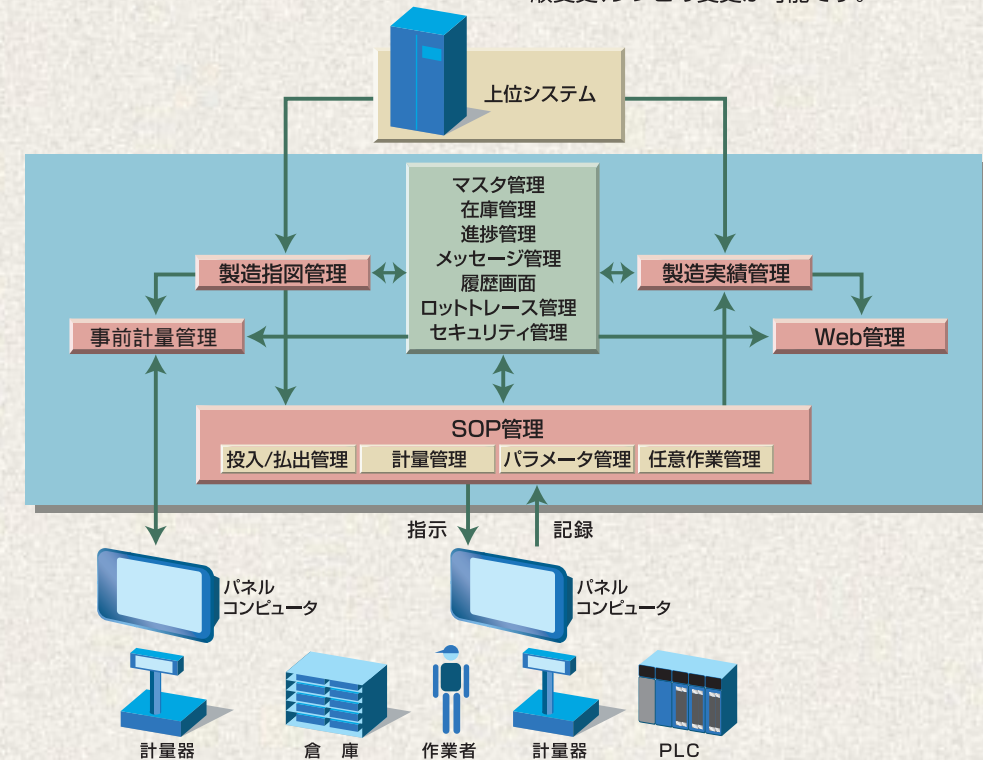 上位システム
マスタ管理
在庫管理
進捗管理
メッセージ管理
履歴画面
ロットトレース管理
セキュリティ管理
製造指図管理
製造実績管理
事前計量管理
Web管理
SOP管理
投入/払出管理
計量管理
パラメータ管理
任意作業管理
指示
記録
パネル
コンピュータ
パネル
コンピュータ
計量器
倉 庫
作業者
計量器
PLC